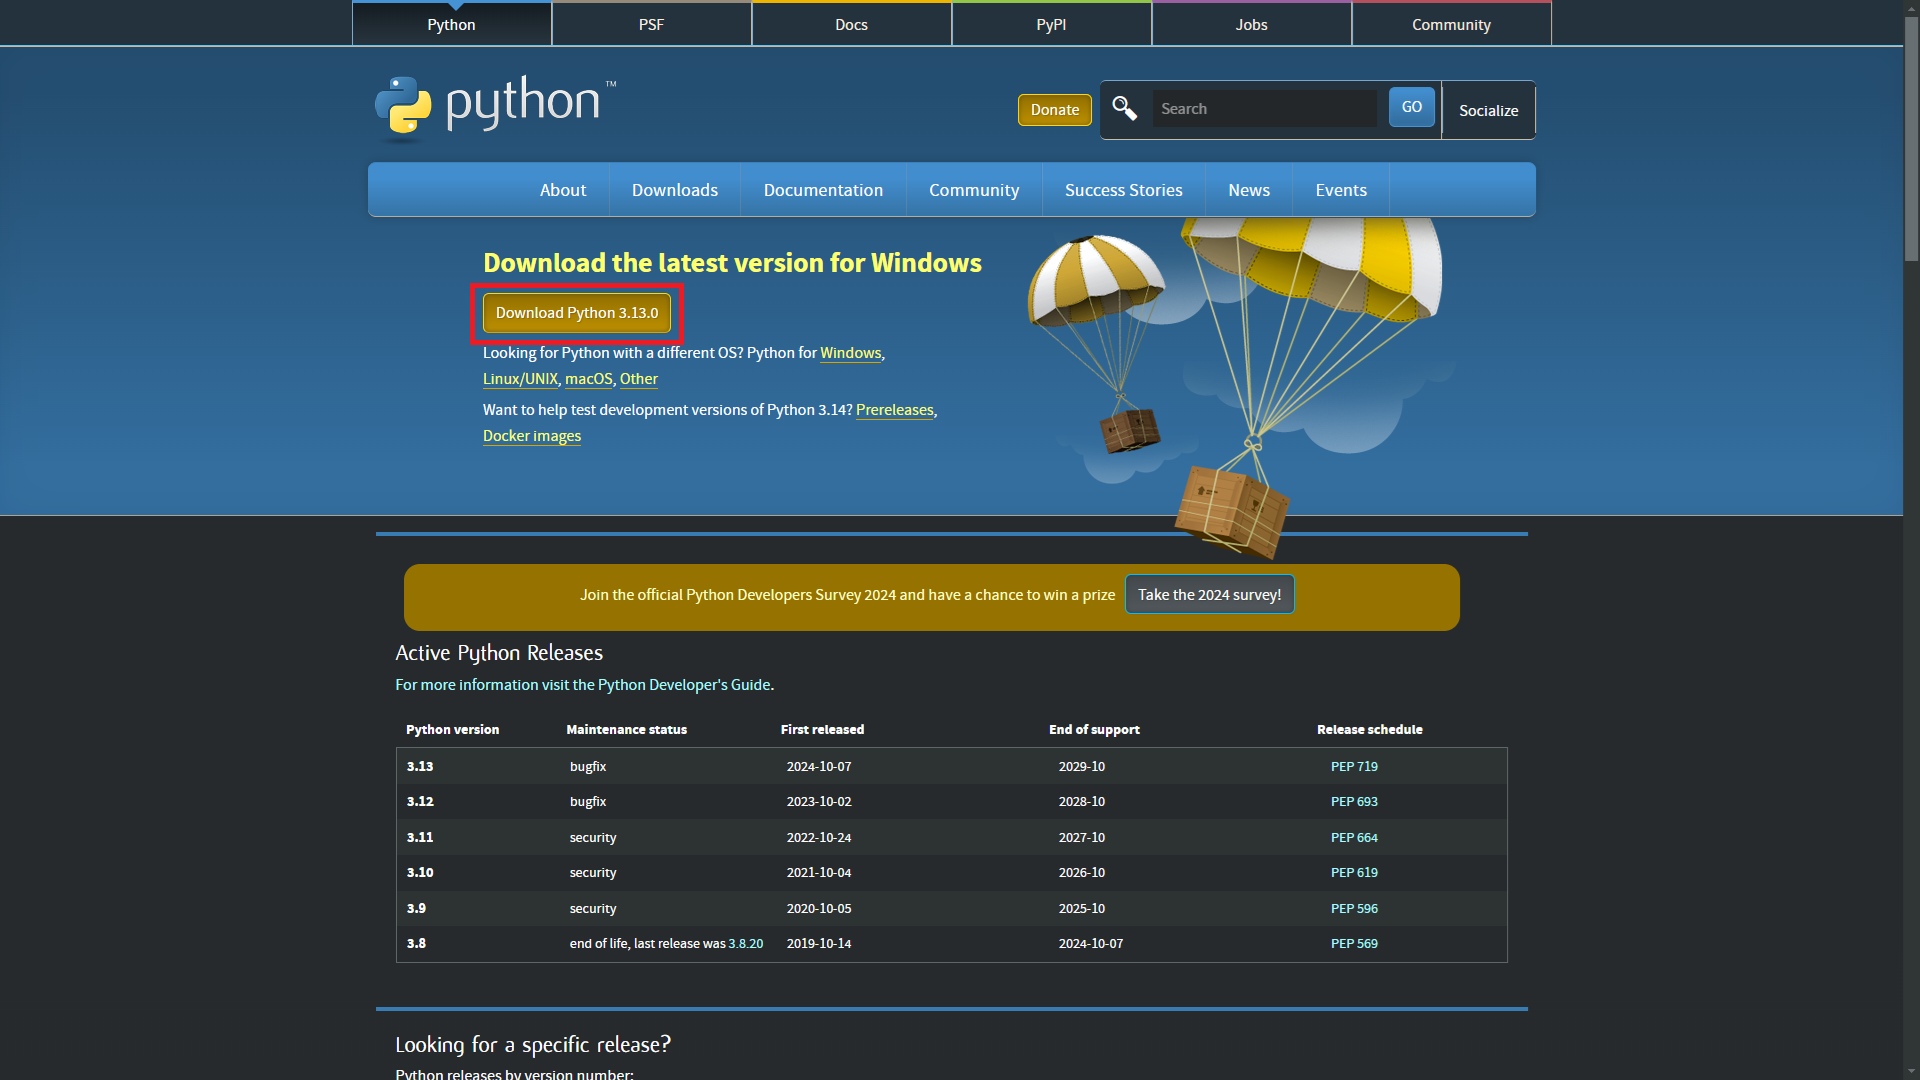 Python
PSF
Docs
PyPI
Jobs
Community
python™
Donate
Search
GO
Socialize
About
Downloads
Documentation
Community
Success Stories
News
Events
Download the latest version for Windows
Download Python 3.13.0
Looking for Python with a different OS? Python for Windows,
Linux/UNIX, macOS, Other
Want to help test development versions of Python 3.14? Prereleases,
Docker images
Join the official Python Developers Survey 2024 and have a chance to win a prize Take the 2024 survey!
Active Python Releases
For more information visit the Python Developer's Guide.
Python version Maintenance status First released End of support Release schedule
3.13 bugfix 2024-10-07 2029-10 PEP 719
3.12 bugfix 2023-10-02 2028-10 PEP 693
3.11 security 2022-10-24 2027-10 PEP 664
3.10 security 2021-10-04 2026-10 PEP 619
3.9 security 2020-10-05 2025-10 PEP 596
3.8 end of life, last release was 3.8.20 2019-10-14 2024-10-07 PEP 569
Looking for a specific release?
Python releases by version number: